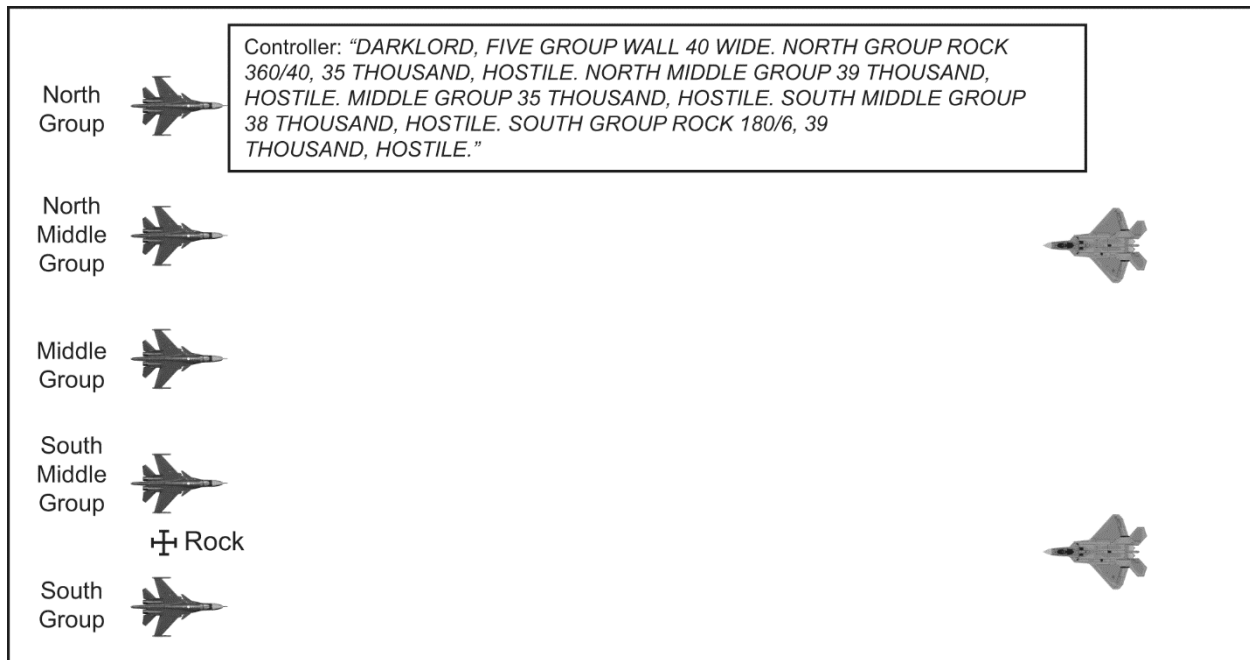 Controller: “DARKLORD, FIVE GROUP WALL 40 WIDE. NORTH GROUP ROCK
360/40, 35 THOUSAND, HOSTILE. NORTH MIDDLE GROUP 39 THOUSAND,
HOSTILE. MIDDLE GROUP 35 THOUSAND, HOSTILE. SOUTH MIDDLE GROUP
38 THOUSAND, HOSTILE. SOUTH GROUP ROCK 180/6, 39
THOUSAND, HOSTILE.”
North
Group
North
Middle
Group
Middle
Group
South
Middle
Group
Rock
South
Group